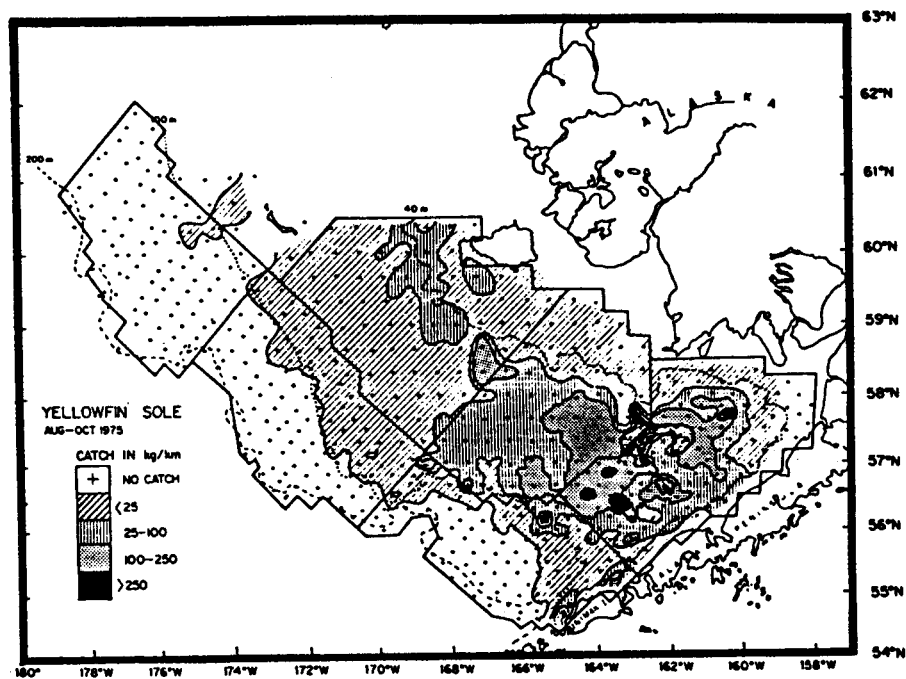 63°N
62°N
ALASKA
100 m
200 m
61°N
40 m
60°N
59°N
58°N
YELLOWFIN SOLE
AUG-OCT 1975
57°N
CATCH IN kg/km
+ NO CATCH
<25
56°N
25-100
100-250
>250
55°N
54°N
180° 178°W 176°W 174°W 172°W 170°W 168°W 166°W 164°W 162°W 160°W 158°W